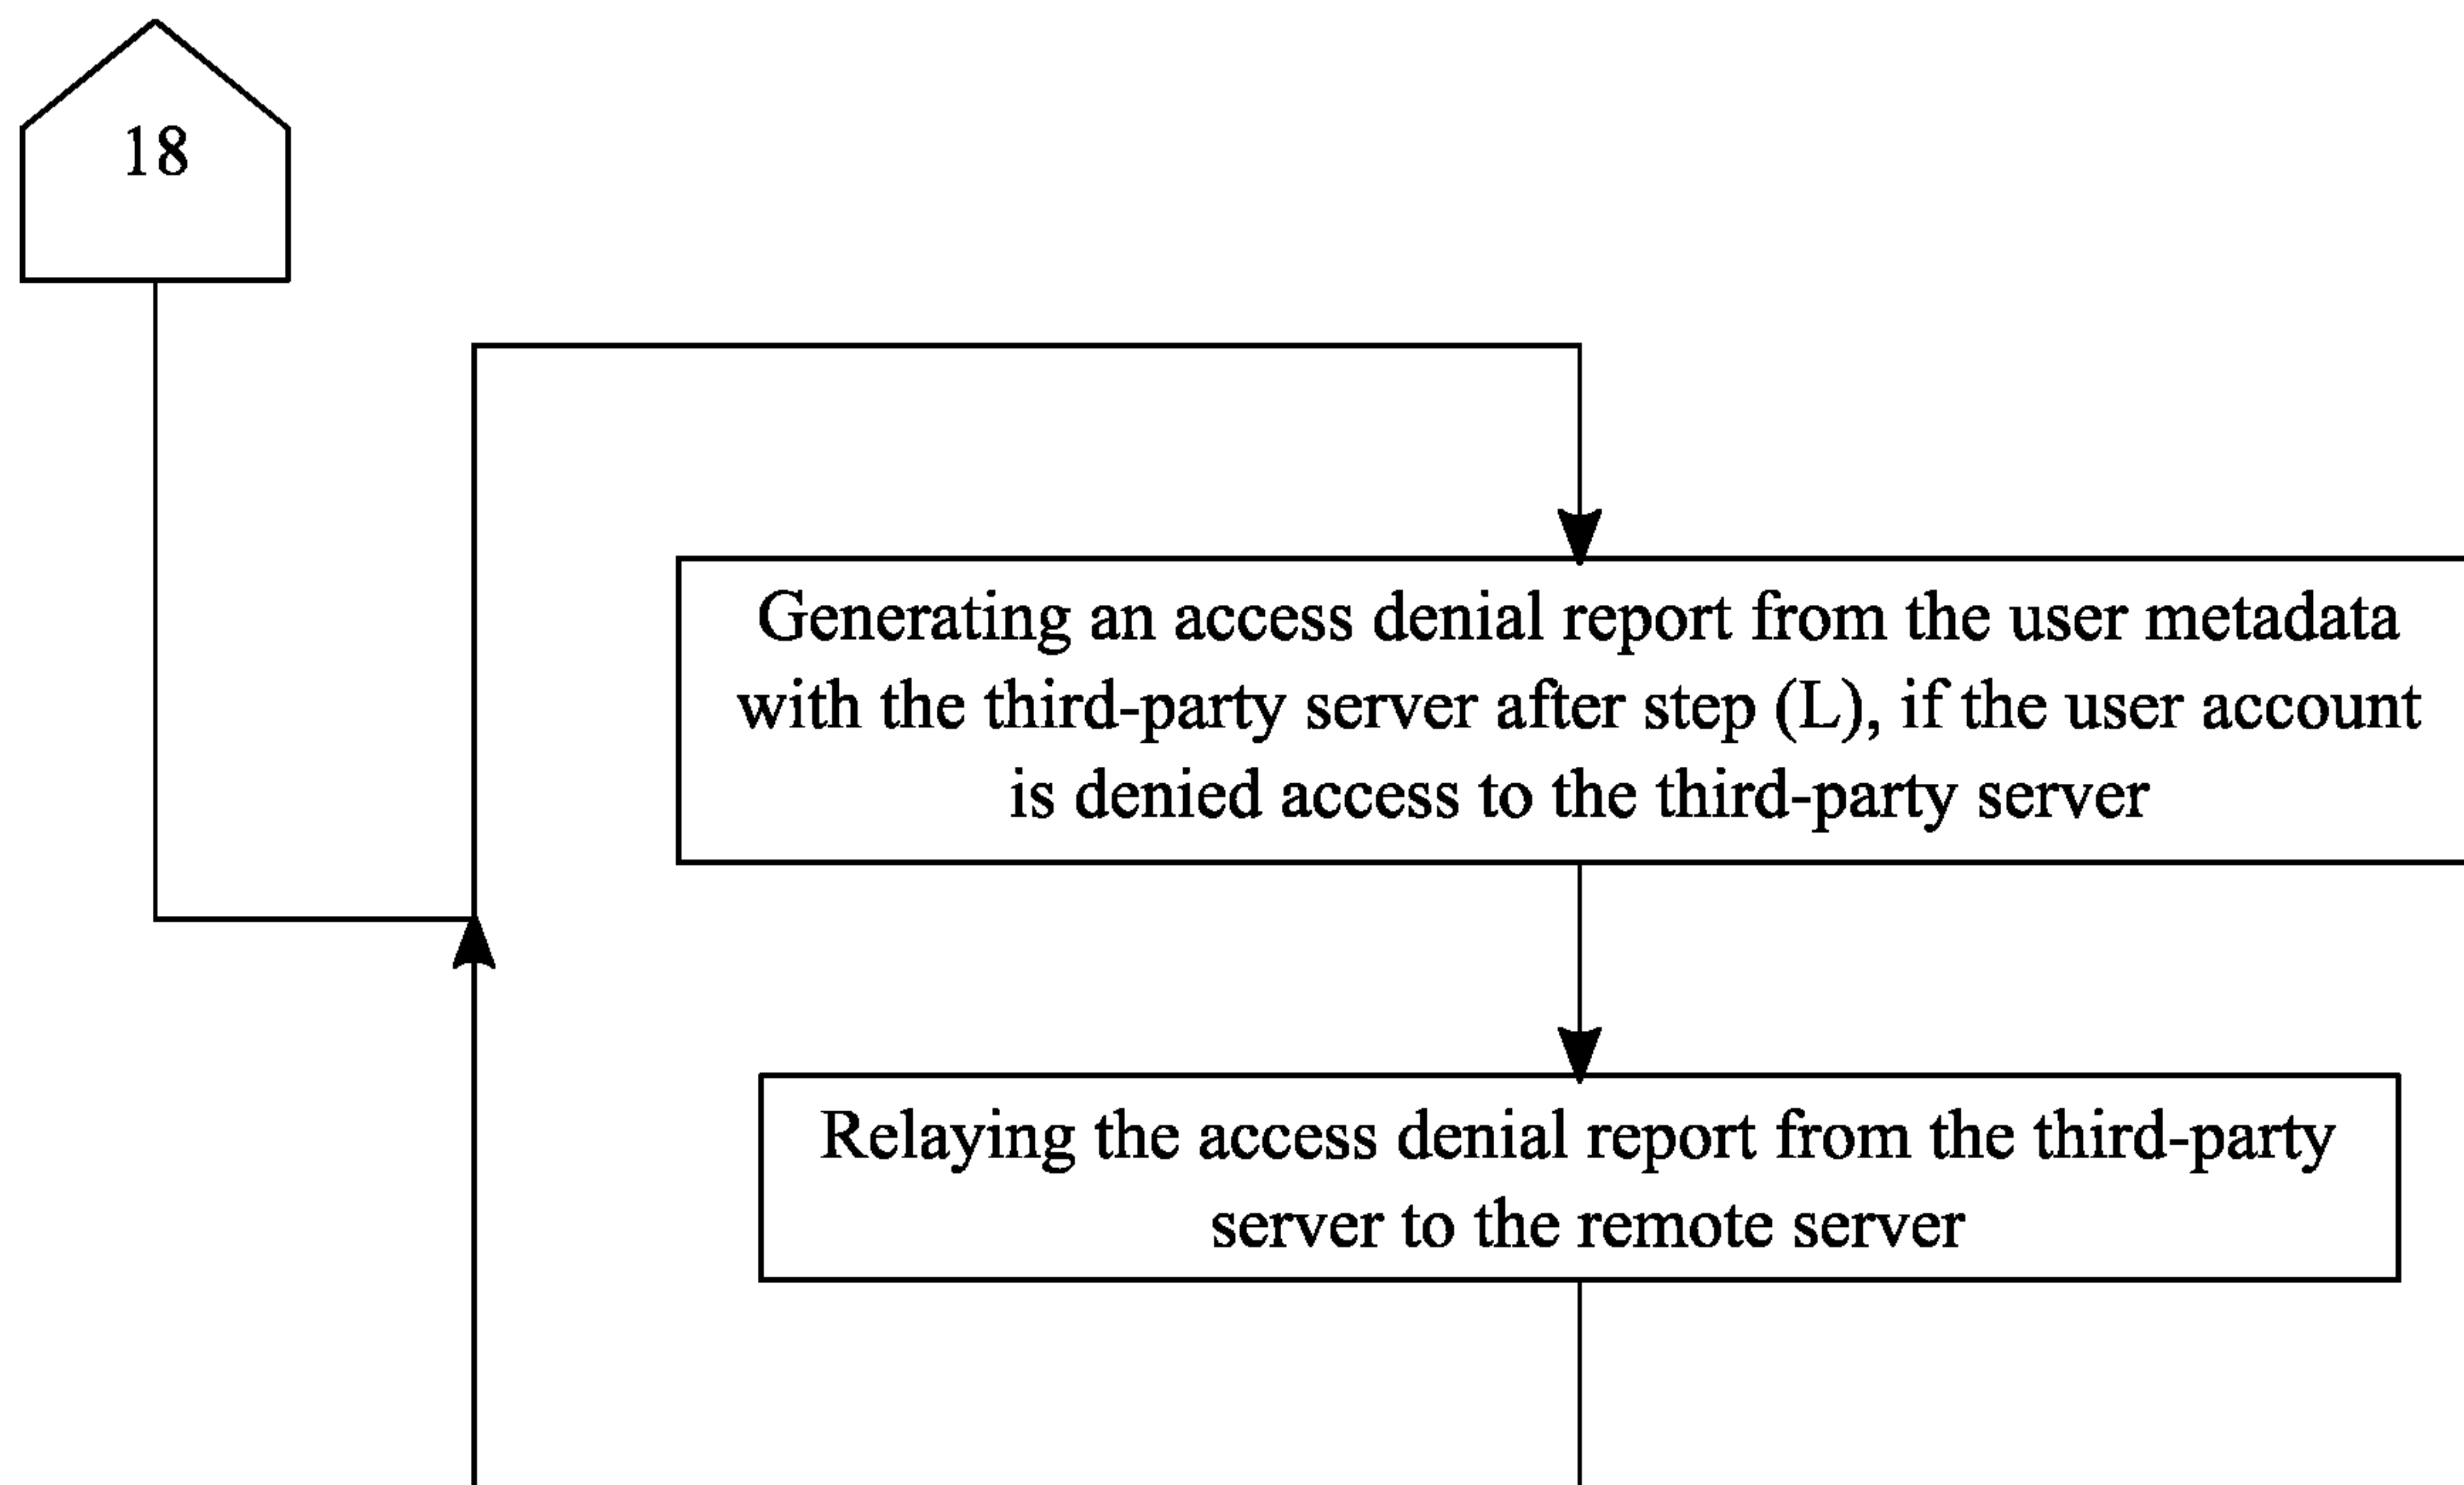 18
Generating an access denial report from the user metadata
with the third-party server after step (L), if the user account
is denied access to the third-party server
Relaying the access denial report from the third-party
server to the remote server